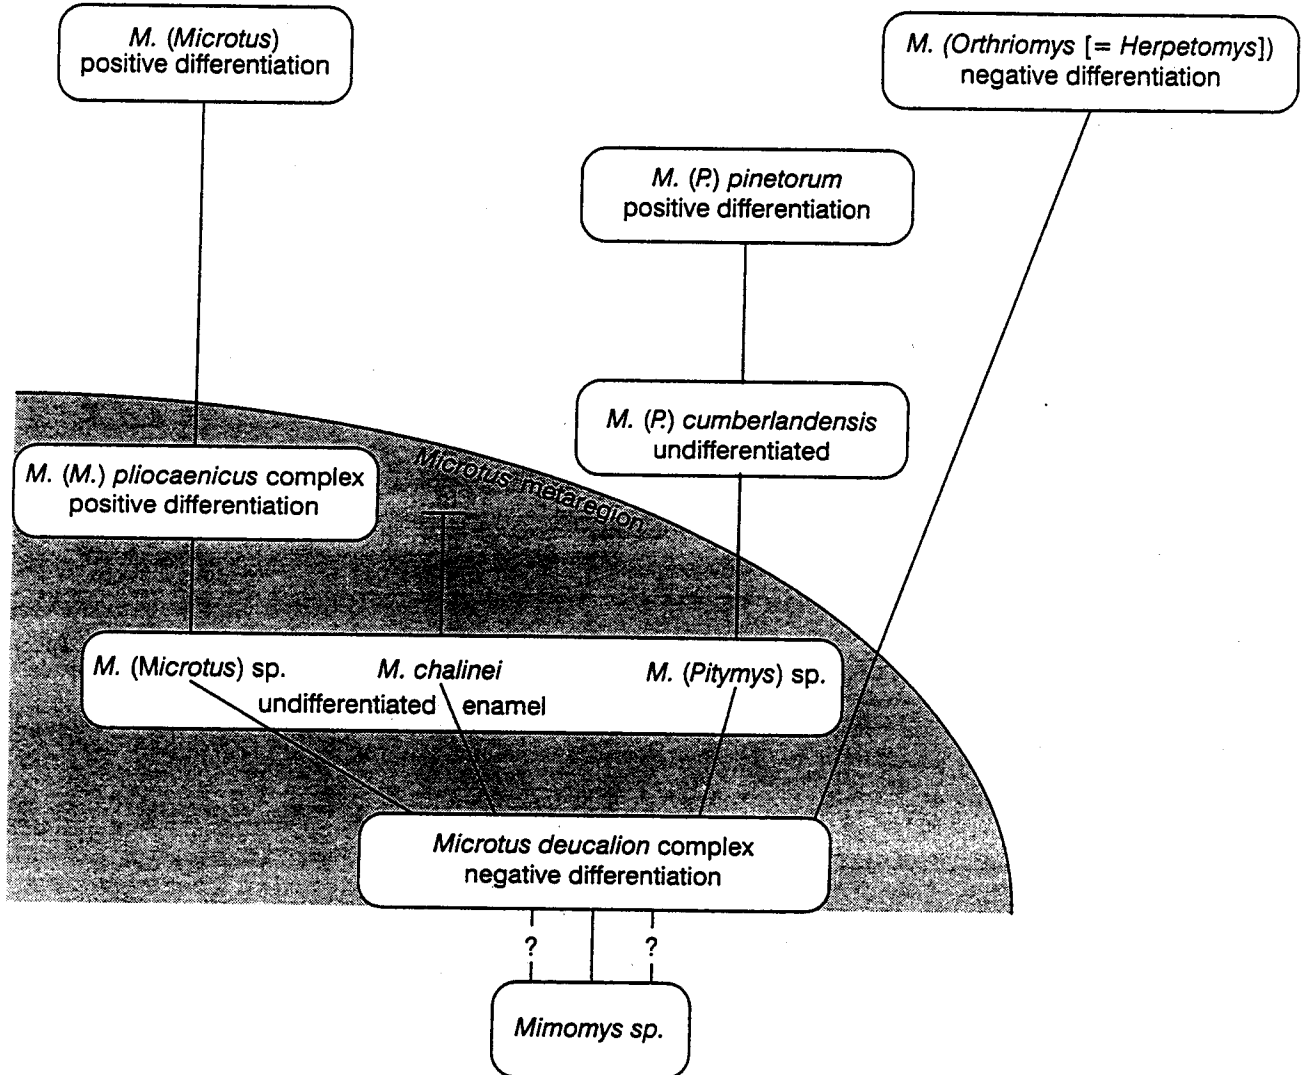 M. (Microtus)
positive differentiation
M. (Orthriomys [= Herpetomys])
negative differentiation
M. (P.) pinetorum
positive differentiation
M. (P.) cumberlandensis
undifferentiated
Microtus metaregion
M. (M.) pliocaenicus complex
positive differentiation
M. (Microtus) sp.
M. chalinei
M. (Pitymys) sp.
undifferentiated enamel
Microtus deucalion complex
negative differentiation
? ?
Mimomys sp.